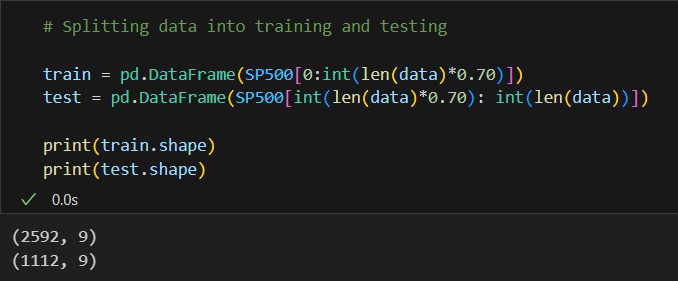 # Splitting data into training and testing
train = pd.DataFrame(SP500[0:int(len(data)*0.70)])
test = pd.DataFrame(SP500[int(len(data)*0.70): int(len(data))])
print(train.shape)
print(test.shape)
0.0s
(2592, 9)
(1112, 9)